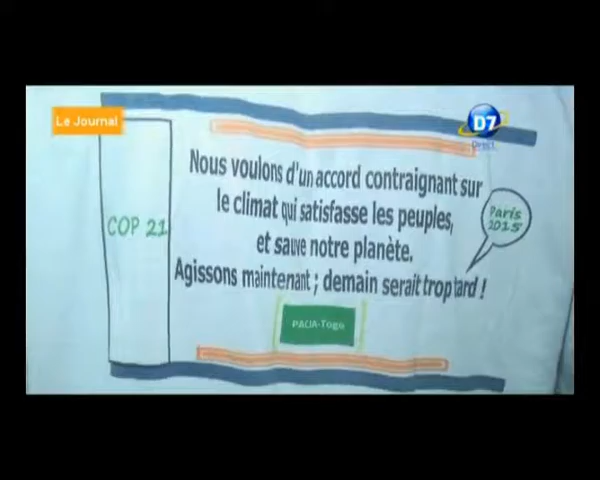 Le Journal
D7
Direct
COP 21
Nous voulons d'un accord contraignant sur
le climat qui satisfasse les peuples,
et sauve notre planète.
Agissons maintenant ; demain serait trop tard !
Paris
2015
PACJA-Togo